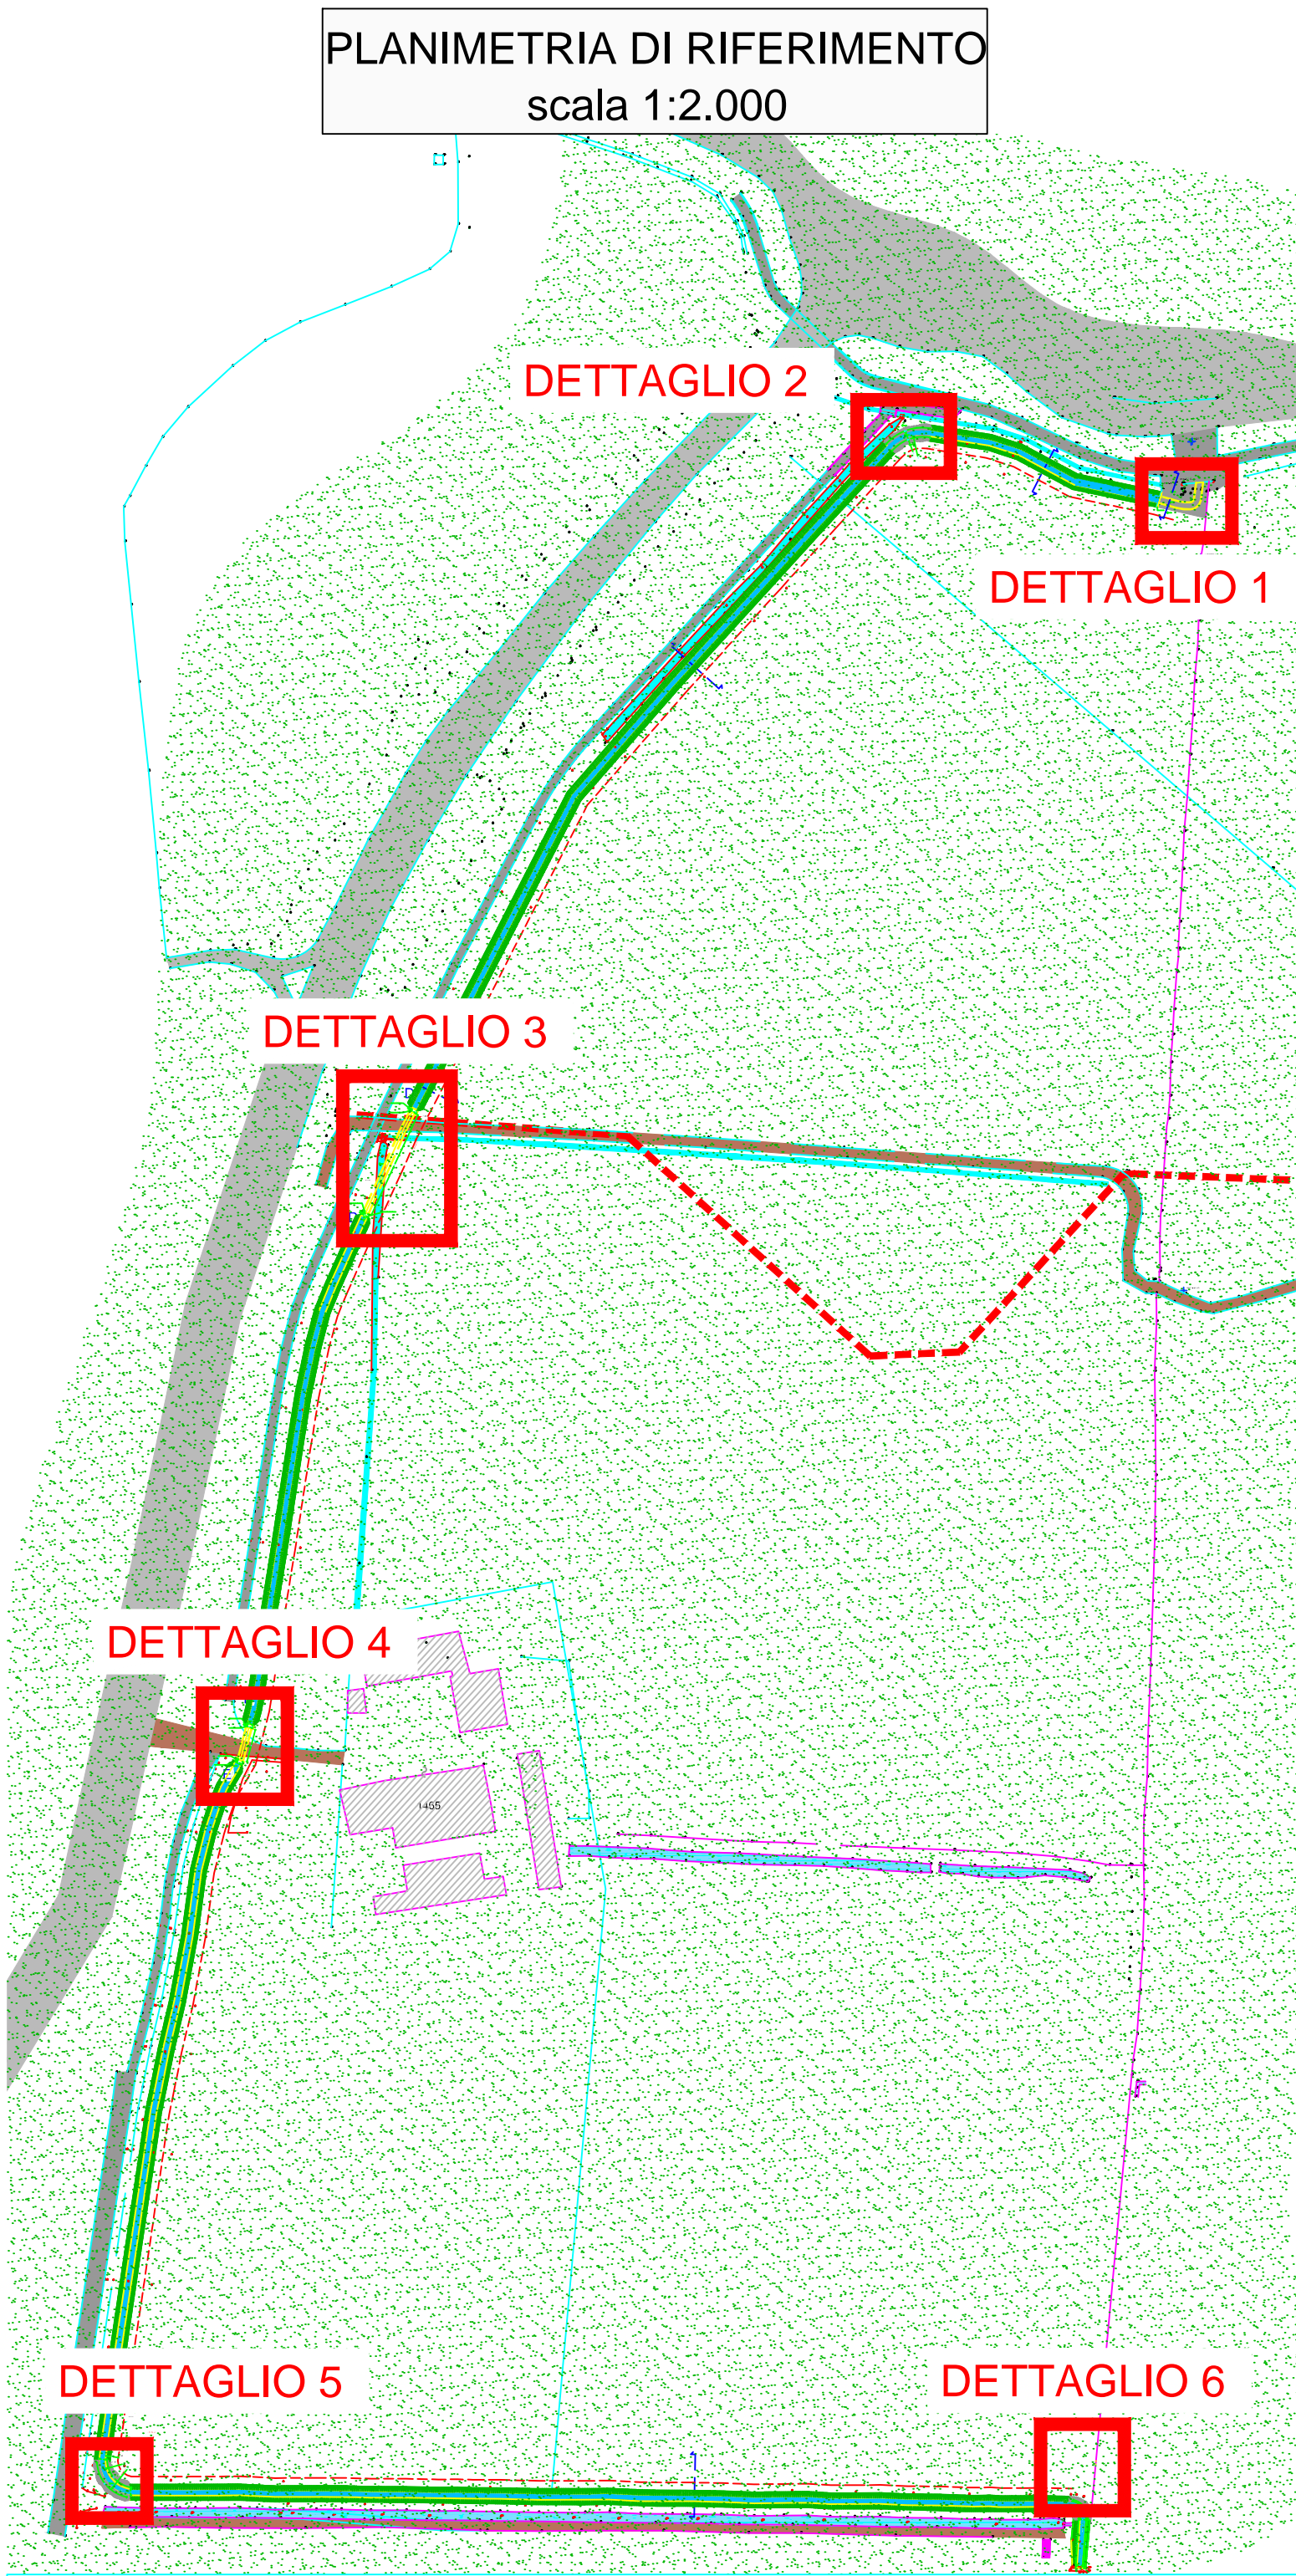 PLANIMETRIA DI RIFERIMENTO
scala 1:2.000
DETTAGLIO 2
DETTAGLIO 1
DETTAGLIO 3
D
DETTAGLIO 4
E
1455
DETTAGLIO 5
DETTAGLIO 6